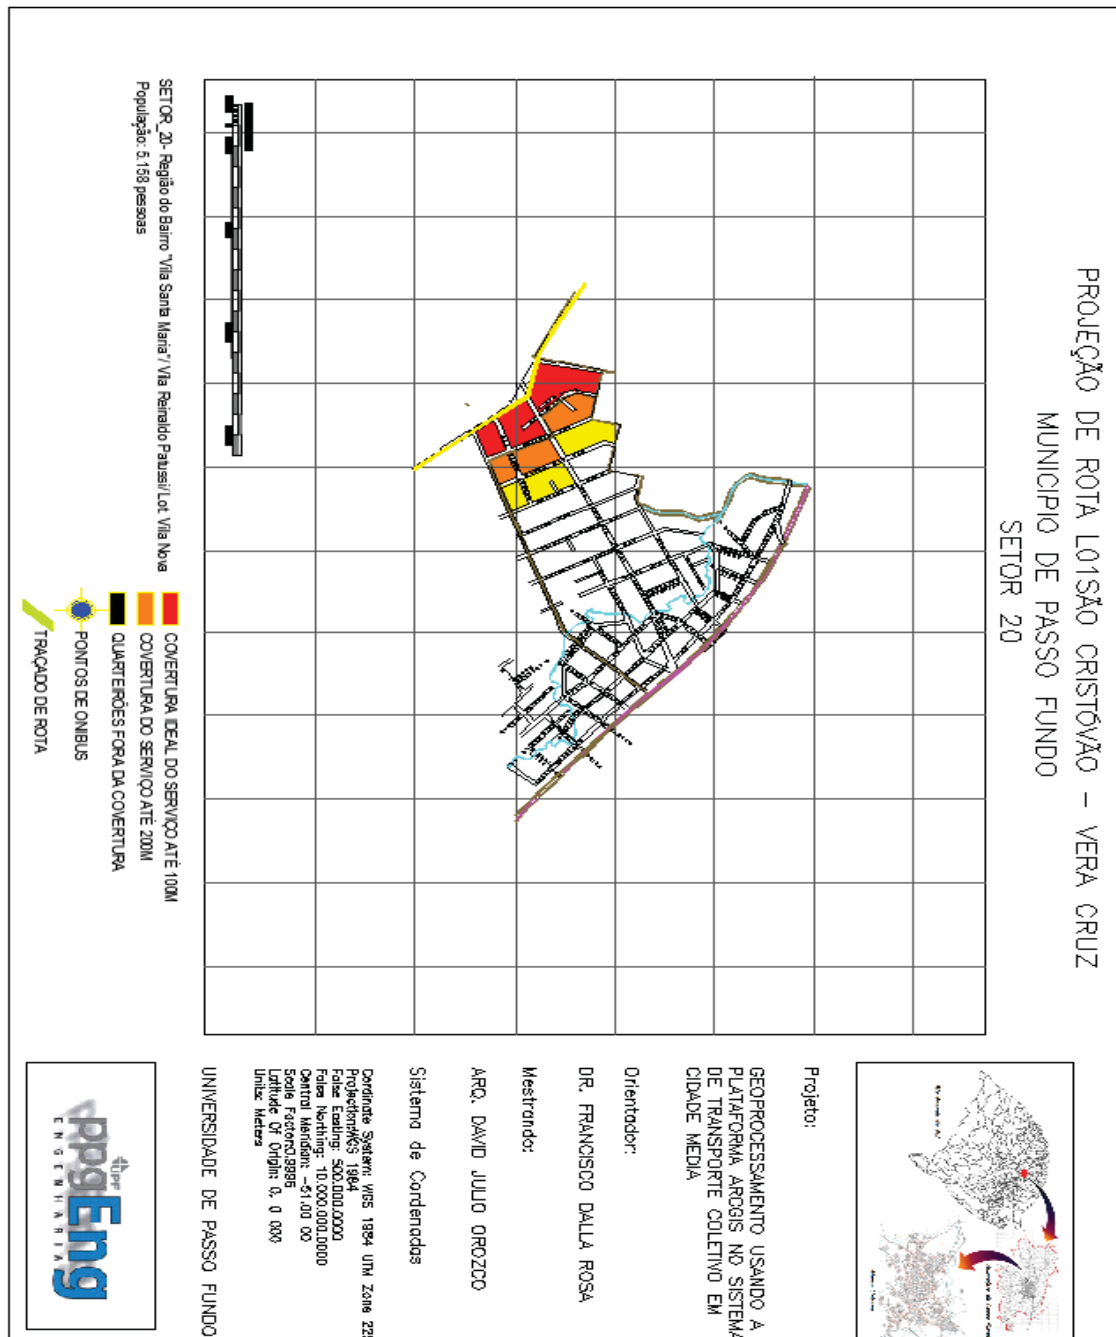 PROJEÇÃO DE ROTA L01SÃO CRISTÓVÃO - VERA CRUZ
MUNICIPIO DE PASSO FUNDO
SETOR 20
SETOR_20- Região do Bairro "Vila Santa Maria"/ Vila Reinaldo Patussi/ Lot. Vila Nova
População: 5.158 pessoas
COVERTURA IDEAL DO SERVIÇO ATÉ 100M
COVERTURA DO SERVIÇO ATÉ 200M
QUARTEIRÕES FORA DA COVERTURA
PONTOS DE ONIBUS
TRAÇADO DE ROTA
Projeto:
GEOPROCESSAMENTO USANDO A
PLATAFORMA ARCGIS NO SISTEMA
DE TRANSPORTE COLETIVO EM
CIDADE MEDIA
Orientador:
DR. FRANCISCO DALLA ROSA
Mestrando:
ARQ. DAVID JULIO OROZCO
Sistema de Cordenadas
Cordinate System: WGS 1984 UTM Zone 22S
Projection:WGS 1984
False Easting: 500.000.0000
False Northing: 10.000.000.0000
Central Meridian: -51.00 00
Scale Factor:0.9996
Latitude Of Origin: 0, 0 000
Units: Meters
UNIVERSIDADE DE PASSO FUNDO
UPF
ppgEng
ENGENHARIA